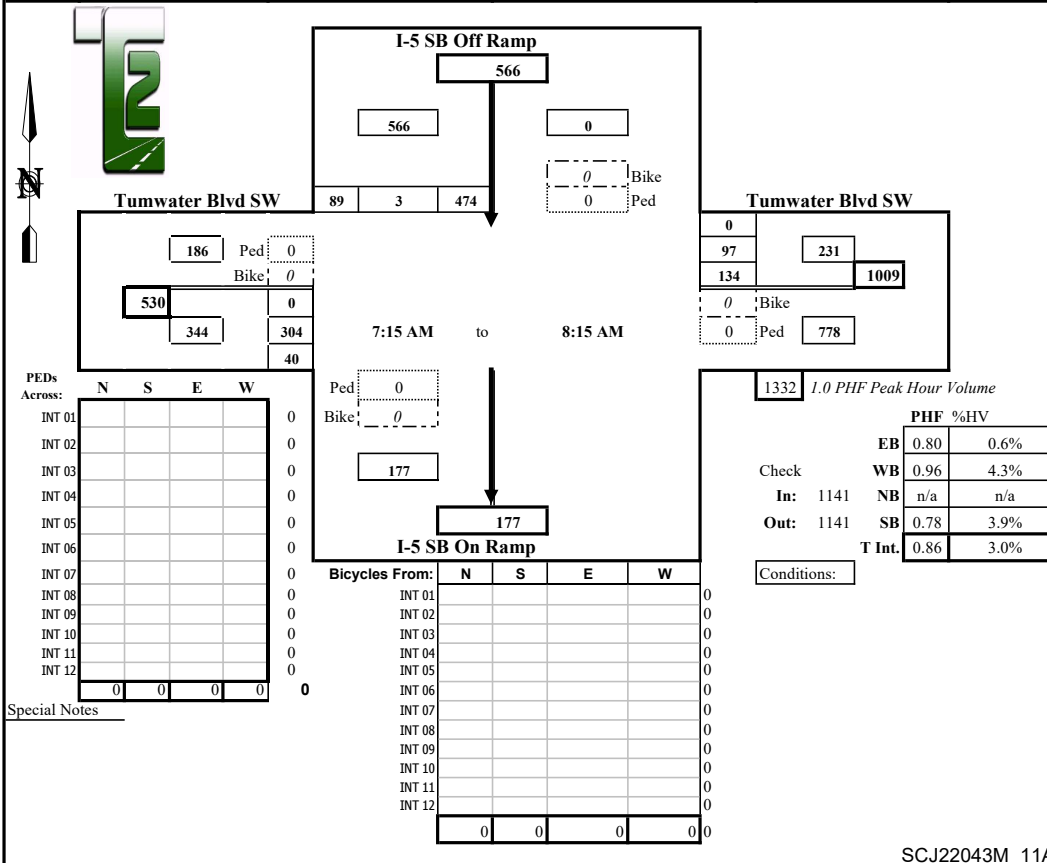 T2
I-5 SB Off Ramp
566
566 0
0 Bike
0 Ped
N
Tumwater Blvd SW
89 3 474
Tumwater Blvd SW
186 Ped 0
Bike 0
530 0
344 304
40
7:15 AM to 8:15 AM
0
97 231
134 1009
0 Bike
0 Ped 778
Ped 0
Bike 0
177
177
I-5 SB On Ramp
1332 1.0 PHF Peak Hour Volume
PHF %HV
EB 0.80 0.6%
Check WB 0.96 4.3%
In: 1141 NB n/a n/a
Out: 1141 SB 0.78 3.9%
T Int. 0.86 3.0%
Conditions:
PEDs
Across: N S E W
INT 01 0
INT 02 0
INT 03 0
INT 04 0
INT 05 0
INT 06 0
INT 07 0
INT 08 0
INT 09 0
INT 10 0
INT 11 0
INT 12 0
0 0 0 0 0
Special Notes
Bicycles From: N S E W
INT 01 0
INT 02 0
INT 03 0
INT 04 0
INT 05 0
INT 06 0
INT 07 0
INT 08 0
INT 09 0
INT 10 0
INT 11 0
INT 12 0
0 0 0 0 0